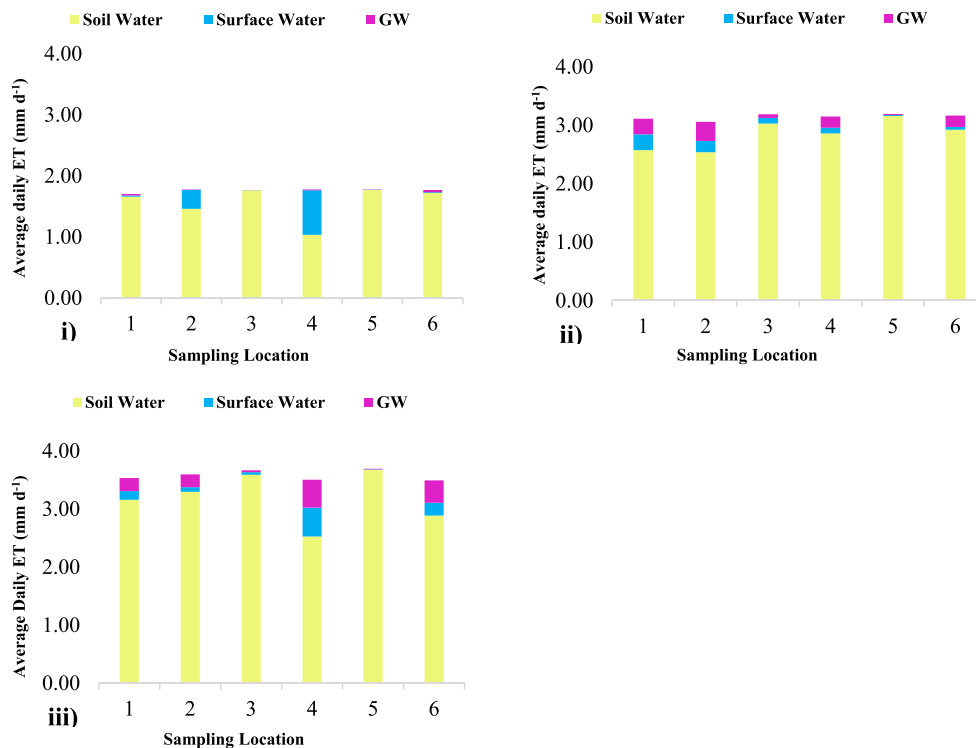 Soil Water Surface Water GW
4.00
3.00
2.00
1.00
0.00
Average daily ET (mm d-1)
1 2 3 4 5 6
i)
Sampling Location
Soil Water Surface Water GW
4.00
3.00
2.00
1.00
0.00
Average daily ET (mm d-1)
1 2 3 4 5 6
ii)
Sampling Location
Soil Water Surface Water GW
4.00
3.00
2.00
1.00
0.00
Average Daily ET (mm d-1)
1 2 3 4 5 6
iii)
Sampling Location